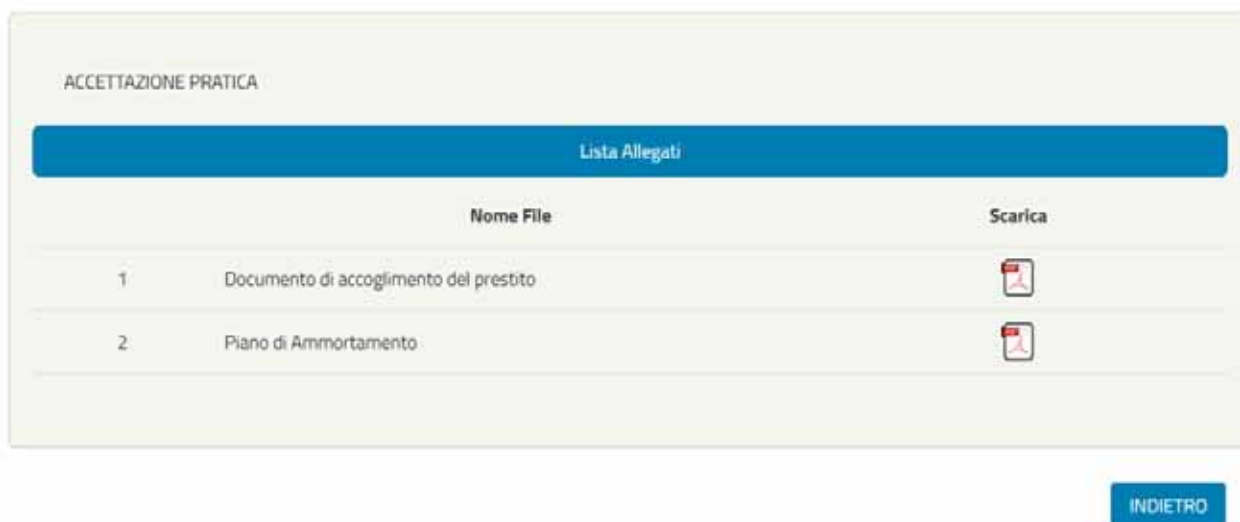 ACCETTAZIONE PRATICA
Lista Allegati
Nome File Scarica
1 Documento di accoglimento del prestito
2 Piano di Ammortamento
INDIETRO